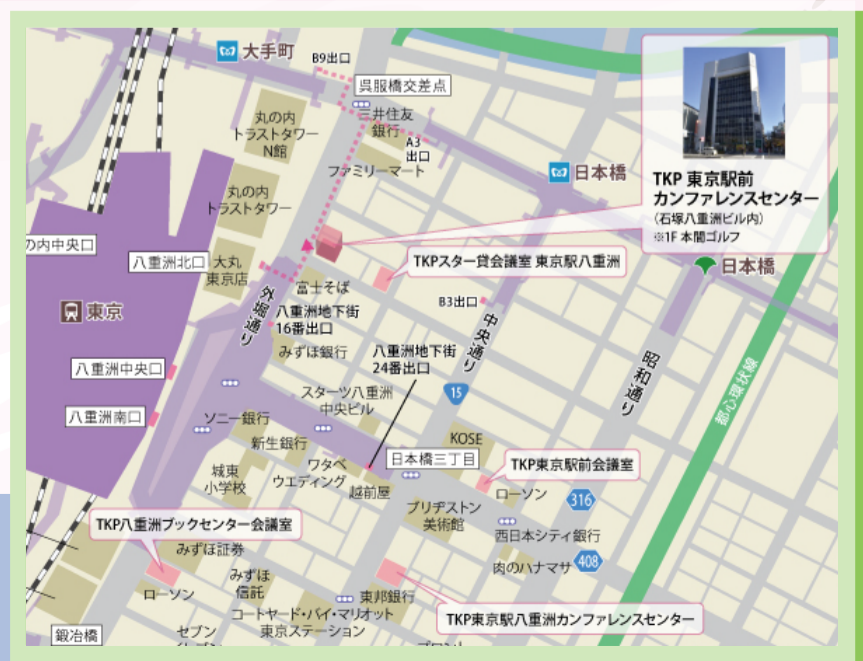 大手町
B9出口
呉服橋交差点
丸の内
トラストタワー
N館
三井住友
銀行
A3
出口
ファミリーマート
日本橋
TKP 東京駅前
カンファレンスセンター
(石塚八重洲ビル内)
※1F 本間ゴルフ
丸の内
トラストタワー
の内中央口
八重洲北口
大丸
東京店
TKPスター貸会議室 東京駅八重洲
日本橋
東京
外堀通り
富士そば
八重洲地下街
16番出口
B3出口
中央通り
昭和通り
都心環状線
みずほ銀行
八重洲地下街
24番出口
八重洲中央口
スターツ八重洲
中央ビル
15
八重洲南口
ソニー銀行
新生銀行
KOSE
日本橋三丁目
TKP東京駅前会議室
城東
小学校
ワタベ
ウエディング
越前屋
ローソン
316
ブリヂストン
美術館
TKP八重洲ブックセンター会議室
西日本シティ銀行
みずほ証券
肉のハナマサ
408
みずほ
信託
ローソン
東邦銀行
コートヤード・バイ・マリオット
東京ステーション
TKP東京駅八重洲カンファレンスセンター
鍛冶橋
セブン